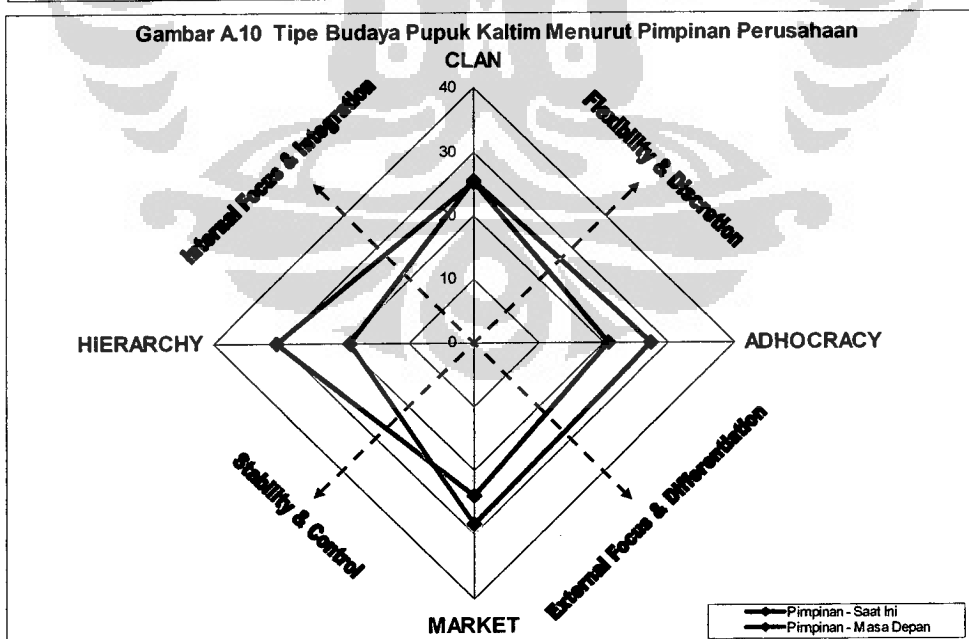 Gambar A.10 Tipe Budaya Pupuk Kaltim Menurut Pimpinan Perusahaan
CLAN
40
30
20
10
0
Internal Focus & Integration
Flexibility & Discretion
HIERARCHY
ADHOCRACY
Stability & Control
External Focus & Differentiation
MARKET
Pimpinan - Saat Ini
Pimpinan - Masa Depan